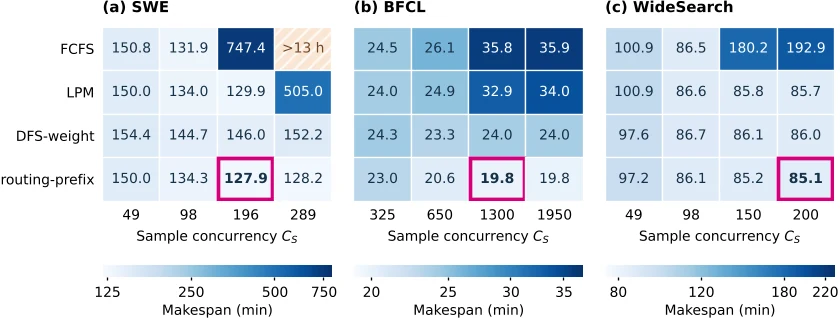 (a) SWE (b) BFCL (c) WideSearch
FCFS 150.8 131.9 747.4 >13 h 24.5 26.1 35.8 35.9 100.9 86.5 180.2 192.9
LPM 150.0 134.0 129.9 505.0 24.0 24.9 32.9 34.0 100.9 86.6 85.8 85.7
DFS-weight 154.4 144.7 146.0 152.2 24.3 23.3 24.0 24.0 97.6 86.7 86.1 86.0
routing-prefix 150.0 134.3 127.9 128.2 23.0 20.6 19.8 19.8 97.2 86.1 85.2 85.1
49 98 196 289 325 650 1300 1950 49 98 150 200
Sample concurrency C_S Sample concurrency C_S Sample concurrency C_S
125 250 500 750 20 25 30 35 80 120 180 220
Makespan (min) Makespan (min) Makespan (min)